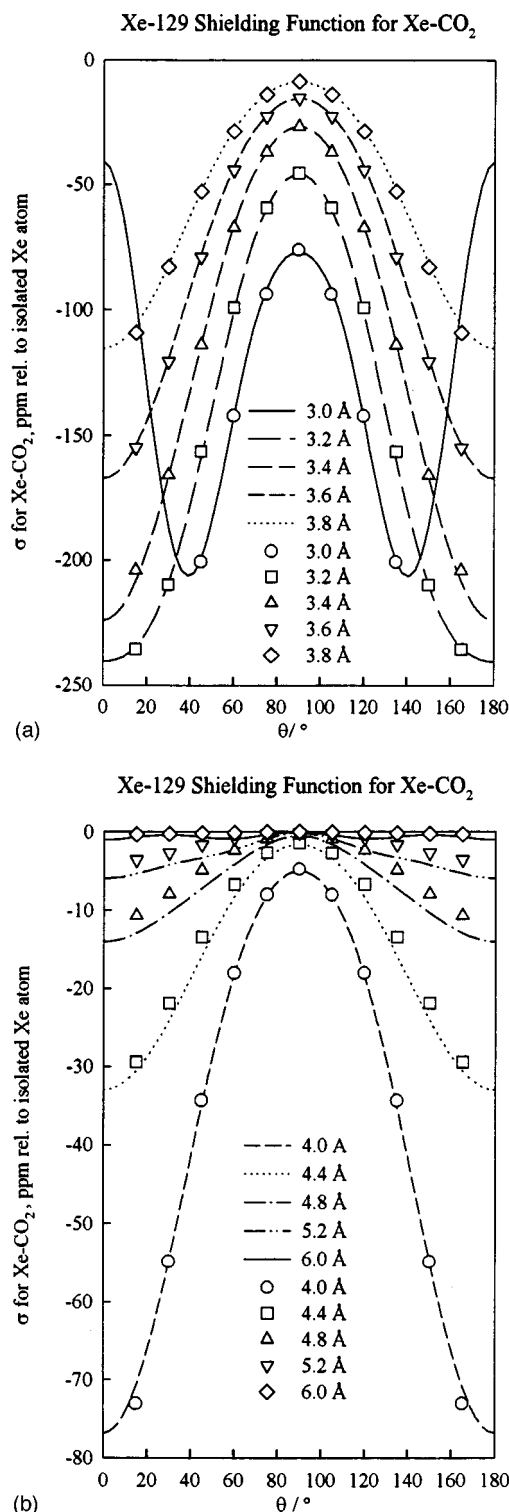 Xe-129 Shielding Function for Xe-CO₂
0
-50
-100
-150
-200
-250
σ for Xe-CO₂, ppm rel. to isolated Xe atom
3.0 Å
3.2 Å
3.4 Å
3.6 Å
3.8 Å
3.0 Å
3.2 Å
3.4 Å
3.6 Å
3.8 Å
0 20 40 60 80 100 120 140 160 180
θ/ °
(a)
Xe-129 Shielding Function for Xe-CO₂
0
-10
-20
-30
-40
-50
-60
-70
-80
σ for Xe-CO₂, ppm rel. to isolated Xe atom
4.0 Å
4.4 Å
4.8 Å
5.2 Å
6.0 Å
4.0 Å
4.4 Å
4.8 Å
5.2 Å
6.0 Å
0 20 40 60 80 100 120 140 160 180
θ/ °
(b)